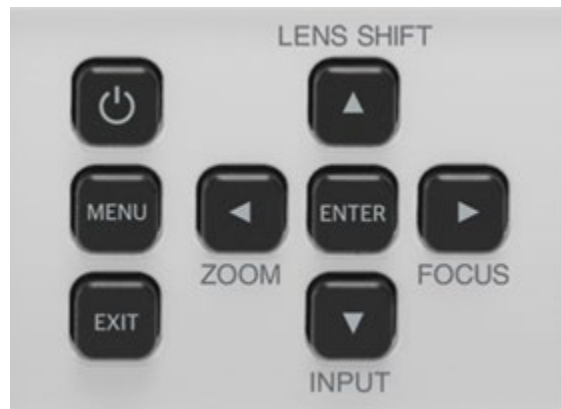 LENS SHIFT
MENU
ENTER
ZOOM
FOCUS
EXIT
INPUT